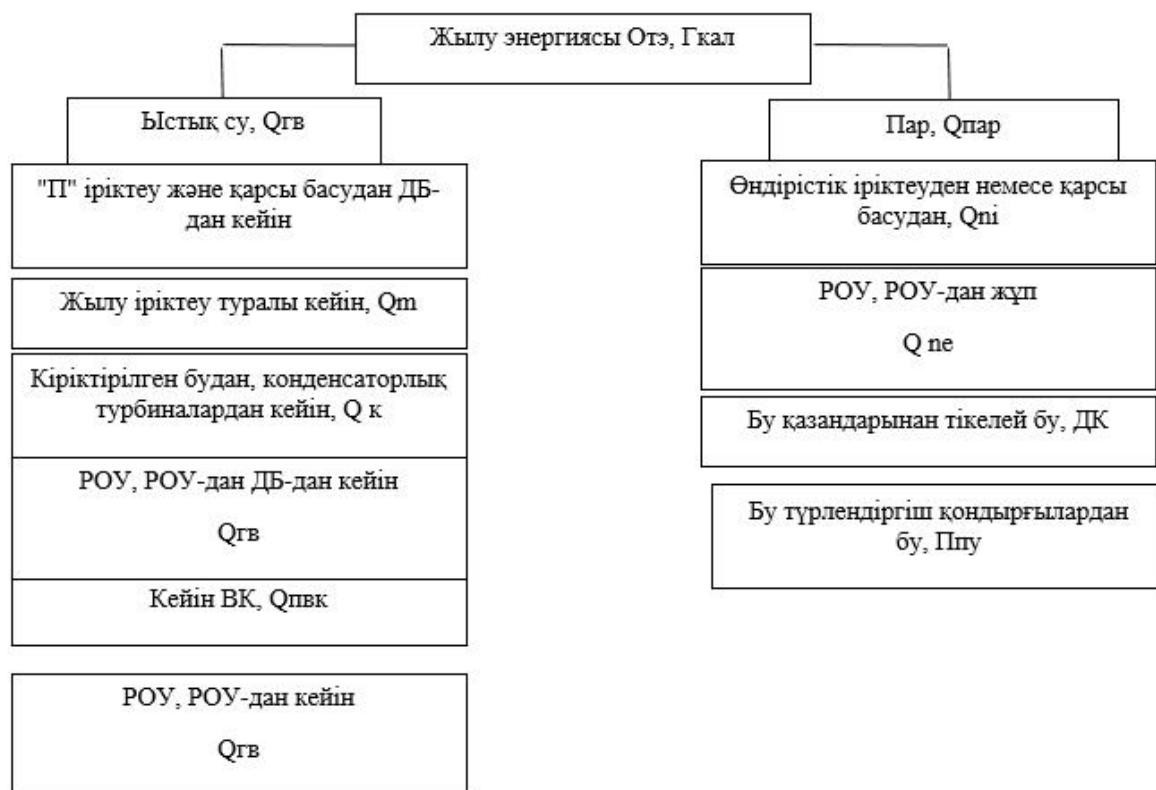 Жылу энергиясы Отэ, Гкал
Ыстық су, Qгв
"П" іріктеу және қарсы басудан ДБ-
дан кейін
Жылу іріктеу туралы кейін, Qm
Кіріктірілген будан, конденсаторлық
турбиналардан кейін, Q к
РОУ, РОУ-дан ДБ-дан кейін
Qгв
Кейін ВК, Qпвк
РОУ, РОУ-дан кейін
Qгв
Пар, Qпар
Өндірістік іріктеуден немесе қарсы
басудан, Qni
РОУ, РОУ-дан жұп
Q ne
Бу қазандарынан тікелей бу, ДК
Бу түрлендіргіш қондырғылардан
бу, Ппу